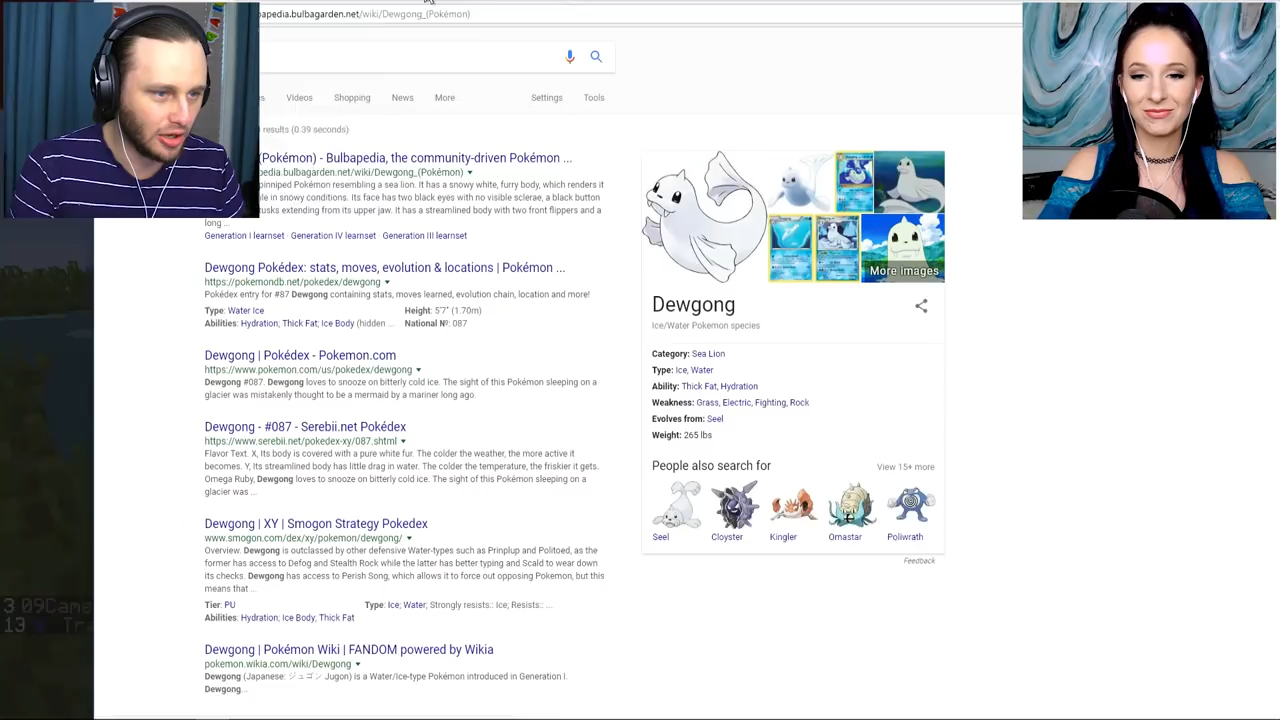 apedia.bulbagarden.net/wiki/Dewgong_(Pokémon)
Videos Shopping News More Settings Tools
results (0.39 seconds)
(Pokémon) - Bulbapedia, the community-driven Pokémon ...
pedia.bulbagarden.net/wiki/Dewgong_(Pokémon)
pinniped Pokémon resembling a sea lion. It has a snowy white, furry body, which renders it
in snowy conditions. Its face has two black eyes with no visible sclerae, a black button
tusks extending from its upper jaw. It has a streamlined body with two front flippers and a
long ...
Generation I learnset · Generation IV learnset · Generation III learnset
Dewgong Pokédex: stats, moves, evolution & locations | Pokémon ...
https://pokemondb.net/pokedex/dewgong
Pokédex entry for #87 Dewgong containing stats, moves learned, evolution chain, location and more!
Type: Water Ice Height: 5'7" (1.70m)
Abilities: Hydration; Thick Fat; Ice Body (hidden ... National №: 087
Dewgong | Pokédex - Pokemon.com
https://www.pokemon.com/us/pokedex/dewgong
Dewgong #087. Dewgong loves to snooze on bitterly cold ice. The sight of this Pokémon sleeping on a
glacier was mistakenly thought to be a mermaid by a mariner long ago.
Dewgong - #087 - Serebii.net Pokédex
https://www.serebii.net/pokedex-xy/087.shtml
Flavor Text. X, Its body is covered with a pure white fur. The colder the weather, the more active it
becomes. Y, Its streamlined body has little drag in water. The colder the temperature, the friskier it gets.
Omega Ruby, Dewgong loves to snooze on bitterly cold ice. The sight of this Pokémon sleeping on a
glacier was ...
Dewgong | XY | Smogon Strategy Pokedex
www.smogon.com/dex/xy/pokemon/dewgong/
Overview. Dewgong is outclassed by other defensive Water-types such as Prinplup and Politoed, as the
former has access to Defog and Stealth Rock while the latter has better typing and Scald to wear down
its checks. Dewgong has access to Perish Song, which allows it to force out opposing Pokemon, but this
means that ...
Tier: PU Type: Ice; Water; Strongly resists:: Ice; Resists:: ...
Abilities: Hydration; Ice Body; Thick Fat
Dewgong | Pokémon Wiki | FANDOM powered by Wikia
pokemon.wikia.com/wiki/Dewgong
Dewgong (Japanese: ジュゴン Jugon) is a Water/Ice-type Pokémon introduced in Generation I.
Dewgong...
More images
Dewgong
Ice/Water Pokemon species
Category: Sea Lion
Type: Ice, Water
Ability: Thick Fat, Hydration
Weakness: Grass, Electric, Fighting, Rock
Evolves from: Seel
Weight: 265 lbs
People also search for View 15+ more
Seel Cloyster Kingler Omastar Poliwrath
Feedback
3 09Cam
13 Tr